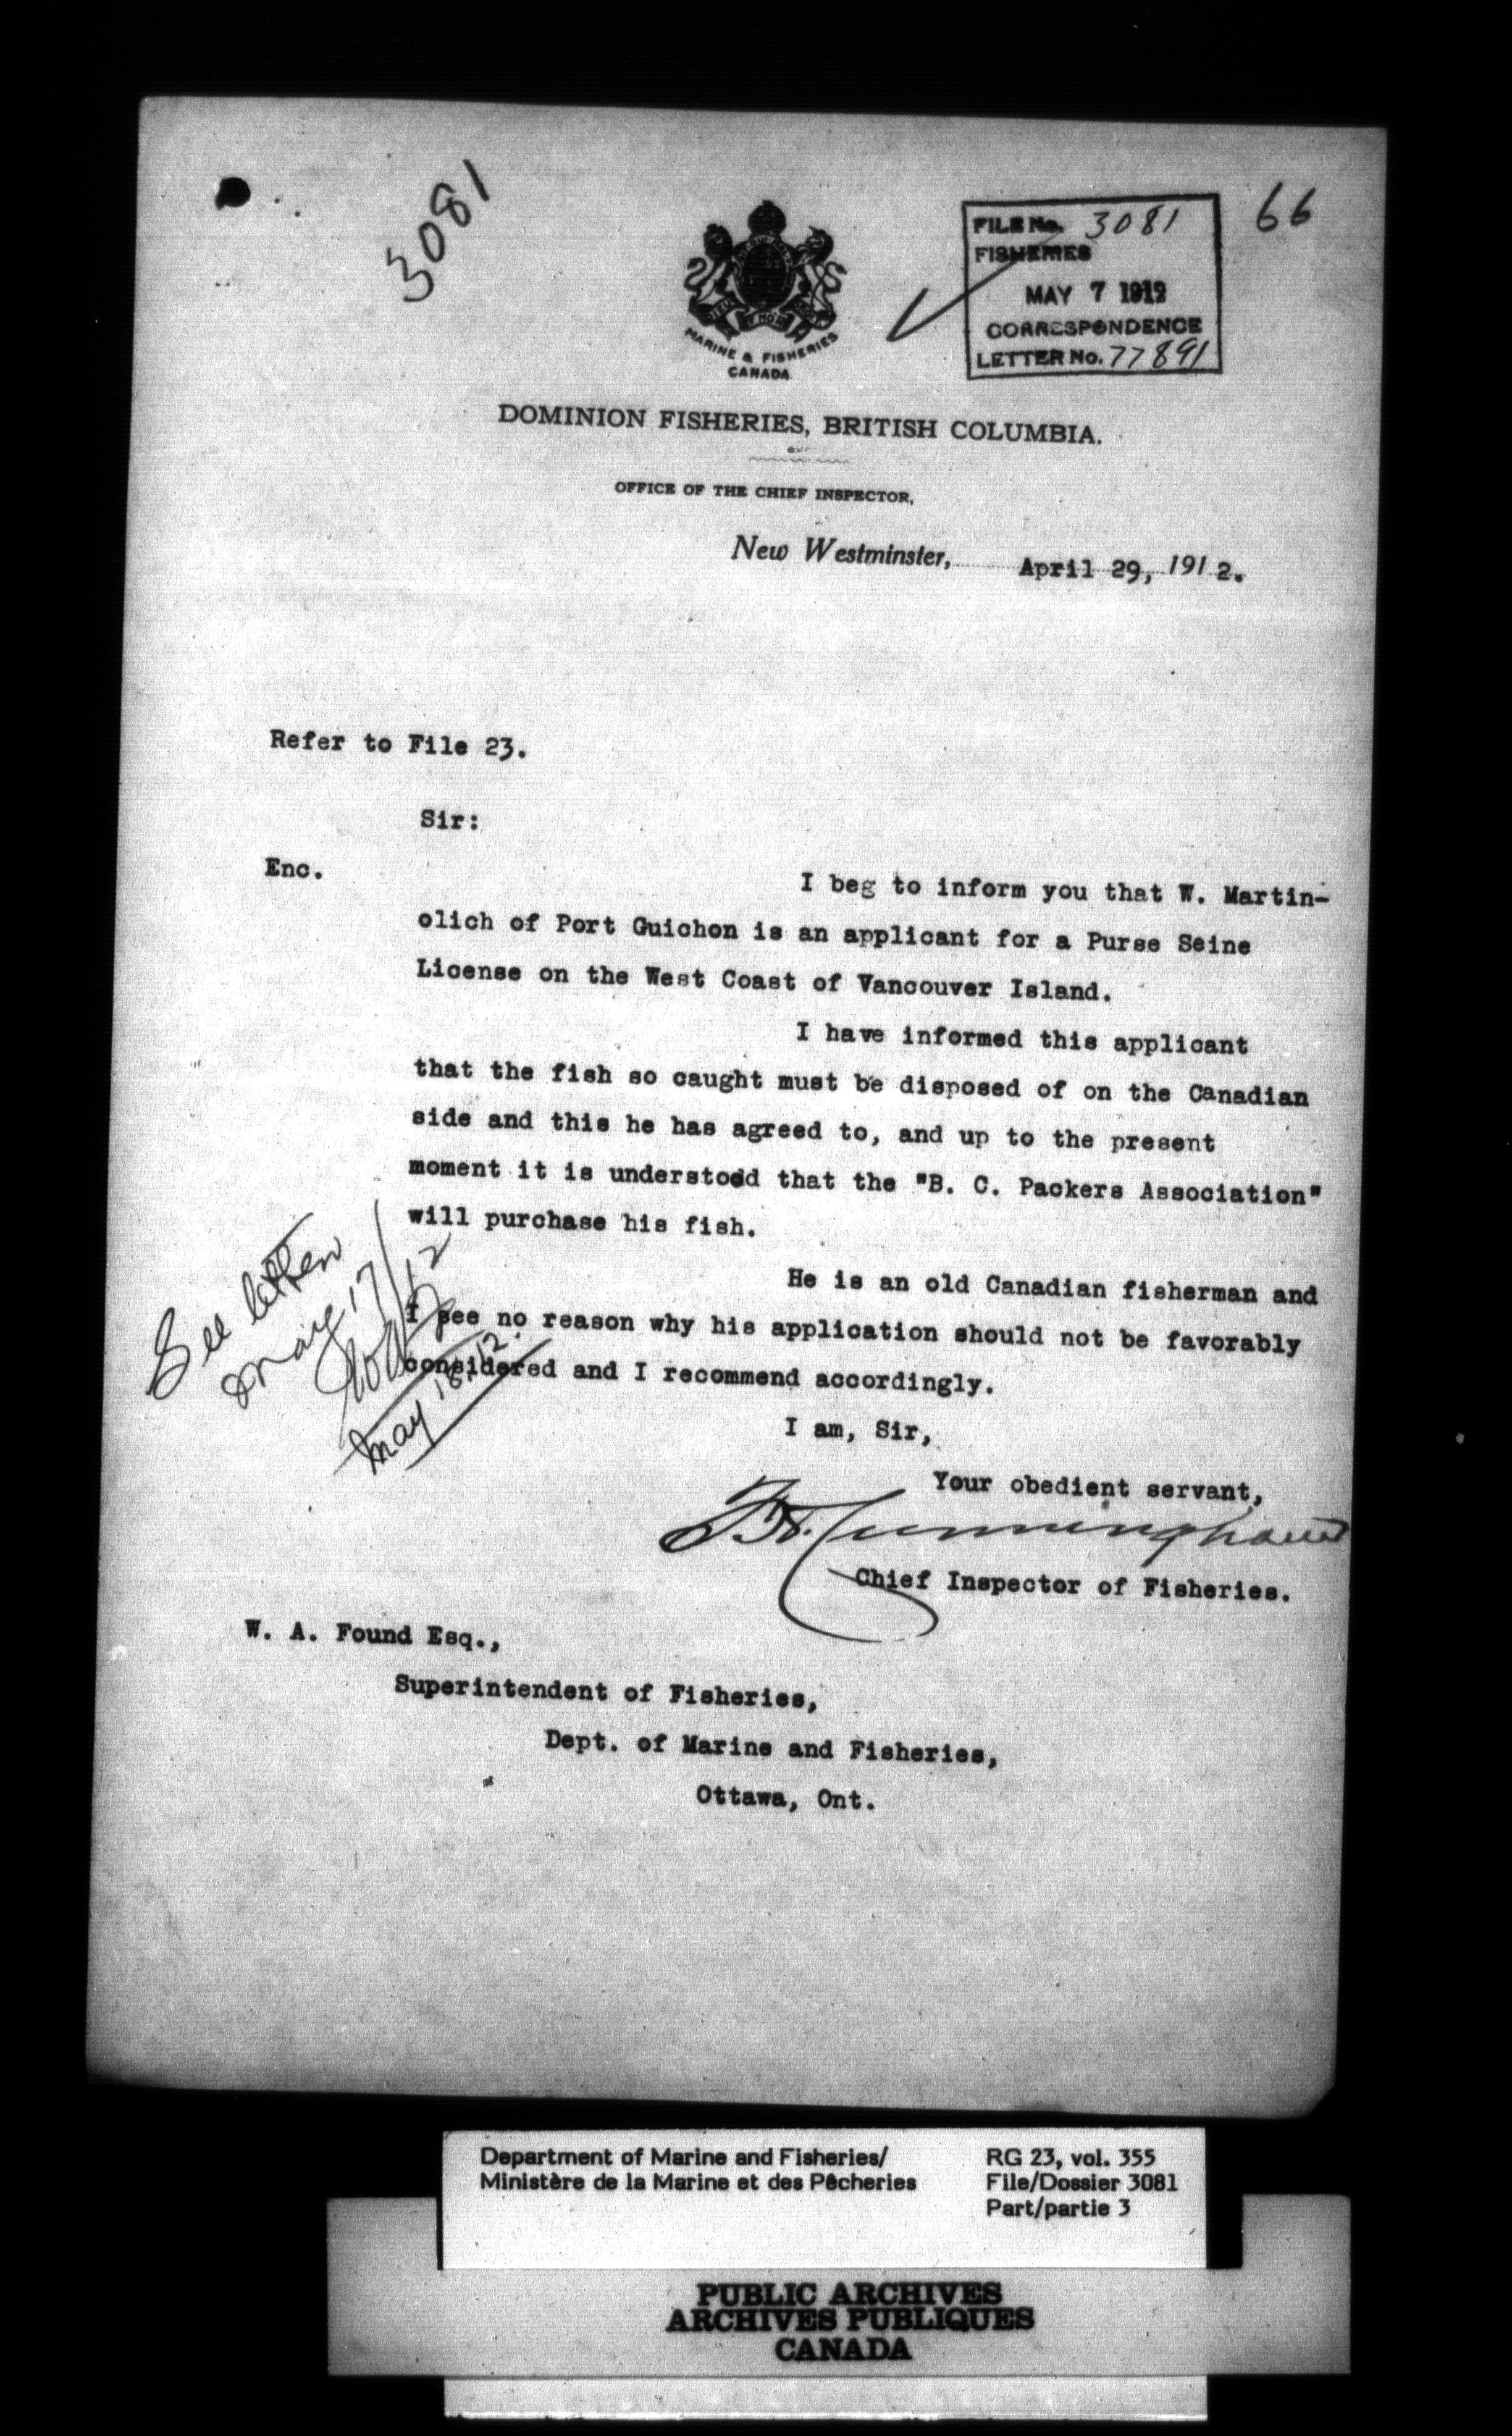 3081
66
FILE No. 3081
FISHERIES
MAY 7 1912
CORRESPONDENCE
LETTER No. 77891
MARINE & FISHERIES
CANADA
DOMINION FISHERIES, BRITISH COLUMBIA.
OFFICE OF THE CHIEF INSPECTOR,
New Westminster, April 29, 1912.
Refer to File 23.
Sir:
Enc.
I beg to inform you that W. Martin-
olich of Port Guichon is an applicant for a Purse Seine
License on the West Coast of Vancouver Island.
I have informed this applicant
that the fish so caught must be disposed of on the Canadian
side and this he has agreed to, and up to the present
moment it is understood that the "B. C. Packers Association"
will purchase his fish.
He is an old Canadian fisherman and
I see no reason why his application should not be favorably
considered and I recommend accordingly.
See letter
May 17/12
May 18, 12.
I am, Sir,
Your obedient servant,
Cunningham
Chief Inspector of Fisheries.
W. A. Found Esq.,
Superintendent of Fisheries,
Dept. of Marine and Fisheries,
Ottawa, Ont.
Department of Marine and Fisheries/
Ministère de la Marine et des Pêcheries
RG 23, vol. 355
File/Dossier 3081
Part/partie 3
PUBLIC ARCHIVES
ARCHIVES PUBLIQUES
CANADA